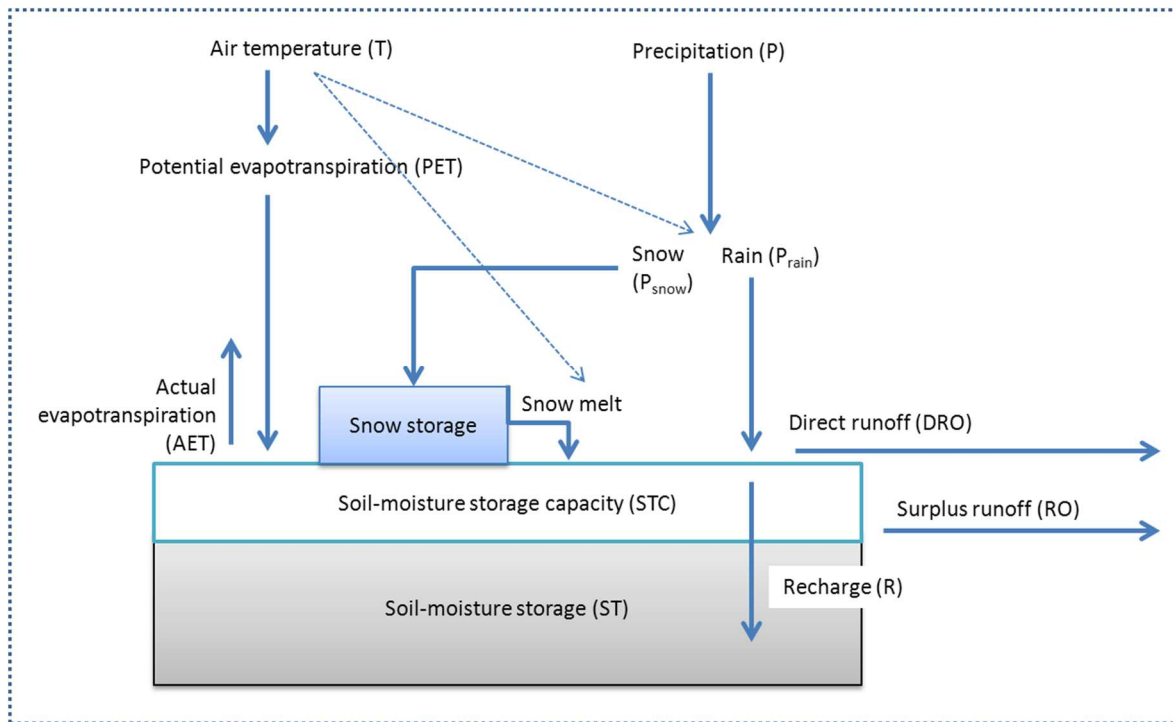 Air temperature (T)
Precipitation (P)
Potential evapotranspiration (PET)
Snow
(Psnow)
Rain (Prain)
Actual
evapotranspiration
(AET)
Snow storage
Snow melt
Direct runoff (DRO)
Soil-moisture storage capacity (STC)
Surplus runoff (RO)
Recharge (R)
Soil-moisture storage (ST)